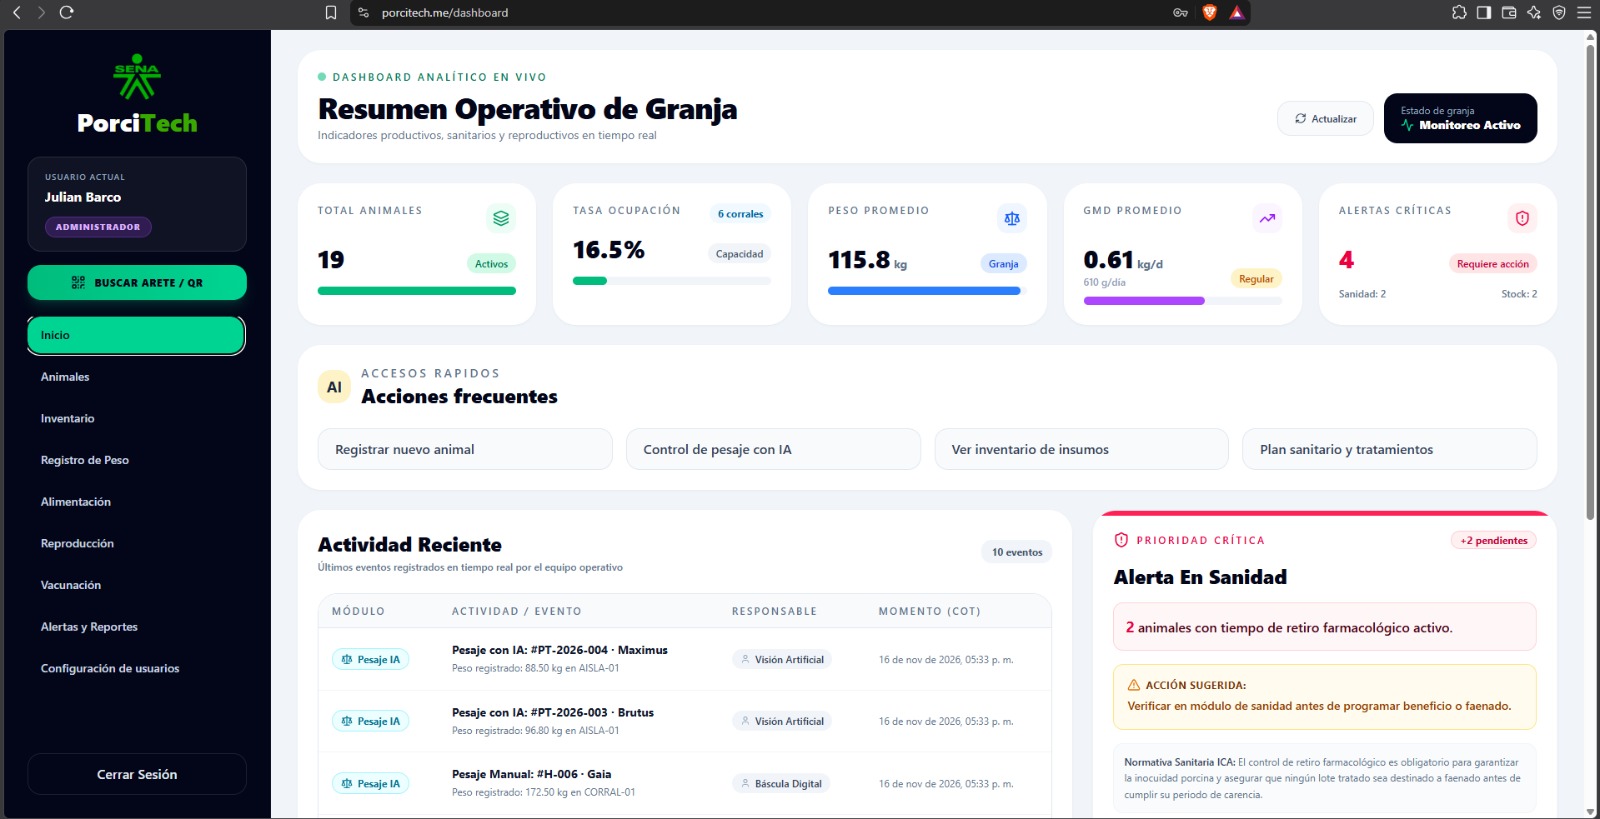 porcitech.me/dashboard
SENA
PorciTech
USUARIO ACTUAL
Julian Barco
ADMINISTRADOR
BUSCAR ARETE / QR
Inicio
Animales
Inventario
Registro de Peso
Alimentación
Reproducción
Vacunación
Alertas y Reportes
Configuración de usuarios
Cerrar Sesión
DASHBOARD ANALÍTICO EN VIVO
Resumen Operativo de Granja
Indicadores productivos, sanitarios y reproductivos en tiempo real
Actualizar
Estado de granja
Monitoreo Activo
TOTAL ANIMALES
19
Activos
TASA OCUPACIÓN
6 corrales
16.5%
Capacidad
PESO PROMEDIO
115.8 kg
Granja
GMD PROMEDIO
0.61 kg/d
610 g/día
Regular
ALERTAS CRÍTICAS
4
Requiere acción
Sanidad: 2
Stock: 2
AI
ACCESOS RAPIDOS
Acciones frecuentes
Registrar nuevo animal
Control de pesaje con IA
Ver inventario de insumos
Plan sanitario y tratamientos
Actividad Reciente
Últimos eventos registrados en tiempo real por el equipo operativo
10 eventos
MÓDULO
ACTIVIDAD / EVENTO
RESPONSABLE
MOMENTO (COT)
Pesaje IA
Pesaje con IA: #PT-2026-004 · Maximus
Peso registrado: 88.50 kg en AISLA-01
Visión Artificial
16 de nov de 2026, 05:33 p. m.
Pesaje IA
Pesaje con IA: #PT-2026-003 · Brutus
Peso registrado: 96.80 kg en AISLA-01
Visión Artificial
16 de nov de 2026, 05:33 p. m.
Pesaje IA
Pesaje Manual: #H-006 · Gaia
Peso registrado: 172.50 kg en CORRAL-01
Báscula Digital
16 de nov de 2026, 05:33 p. m.
PRIORIDAD CRÍTICA
+2 pendientes
Alerta En Sanidad
2 animales con tiempo de retiro farmacológico activo.
ACCIÓN SUGERIDA:
Verificar en módulo de sanidad antes de programar beneficio o faenado.
Normativa Sanitaria ICA: El control de retiro farmacológico es obligatorio para garantizar
la inocuidad porcina y asegurar que ningún lote tratado sea destinado a faenado antes de
cumplir su periodo de carencia.